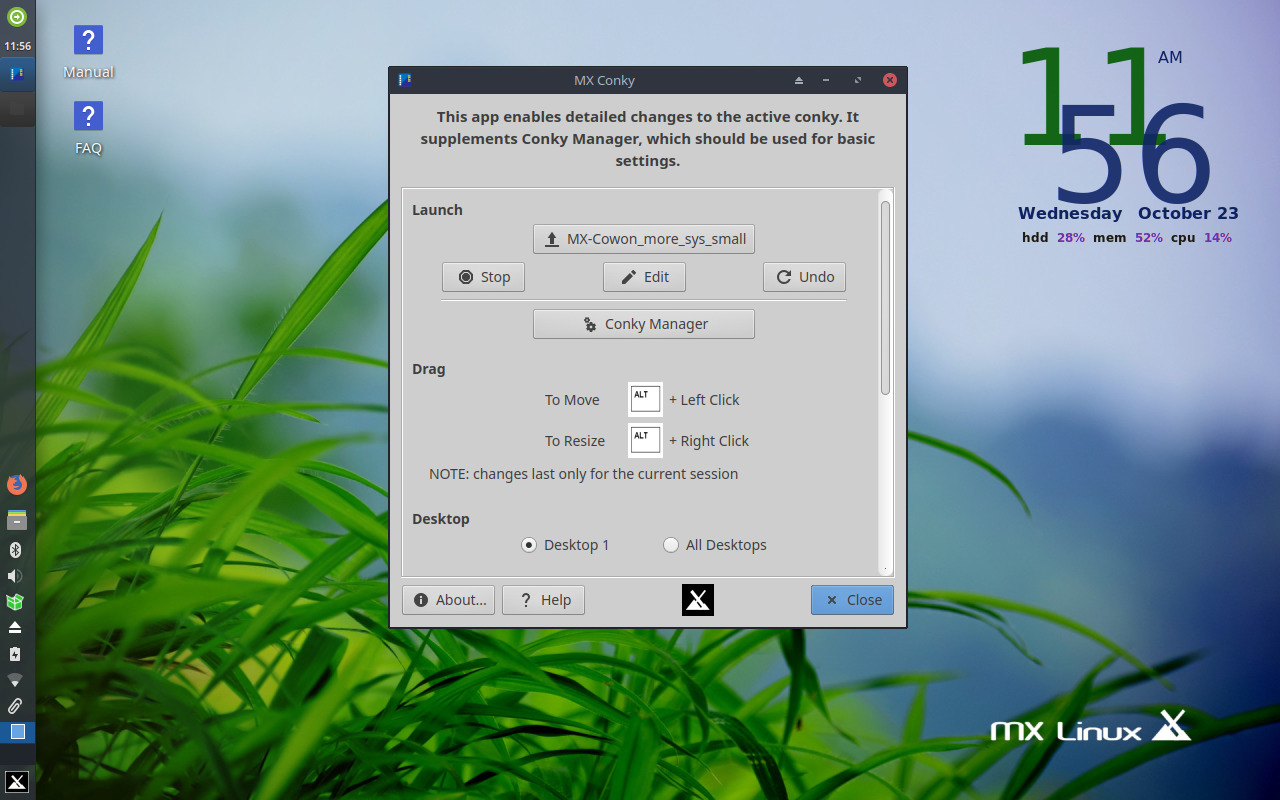 11:56
Manual
FAQ
MX Conky
This app enables detailed changes to the active conky. It
supplements Conky Manager, which should be used for basic
settings.
Launch
MX-Cowon_more_sys_small
Stop
Edit
Undo
Conky Manager
Drag
To Move ALT + Left Click
To Resize ALT + Right Click
NOTE: changes last only for the current session
Desktop
Desktop 1
All Desktops
About...
? Help
Close
11 AM
56
Wednesday October 23
hdd 28% mem 52% cpu 14%
MX Linux